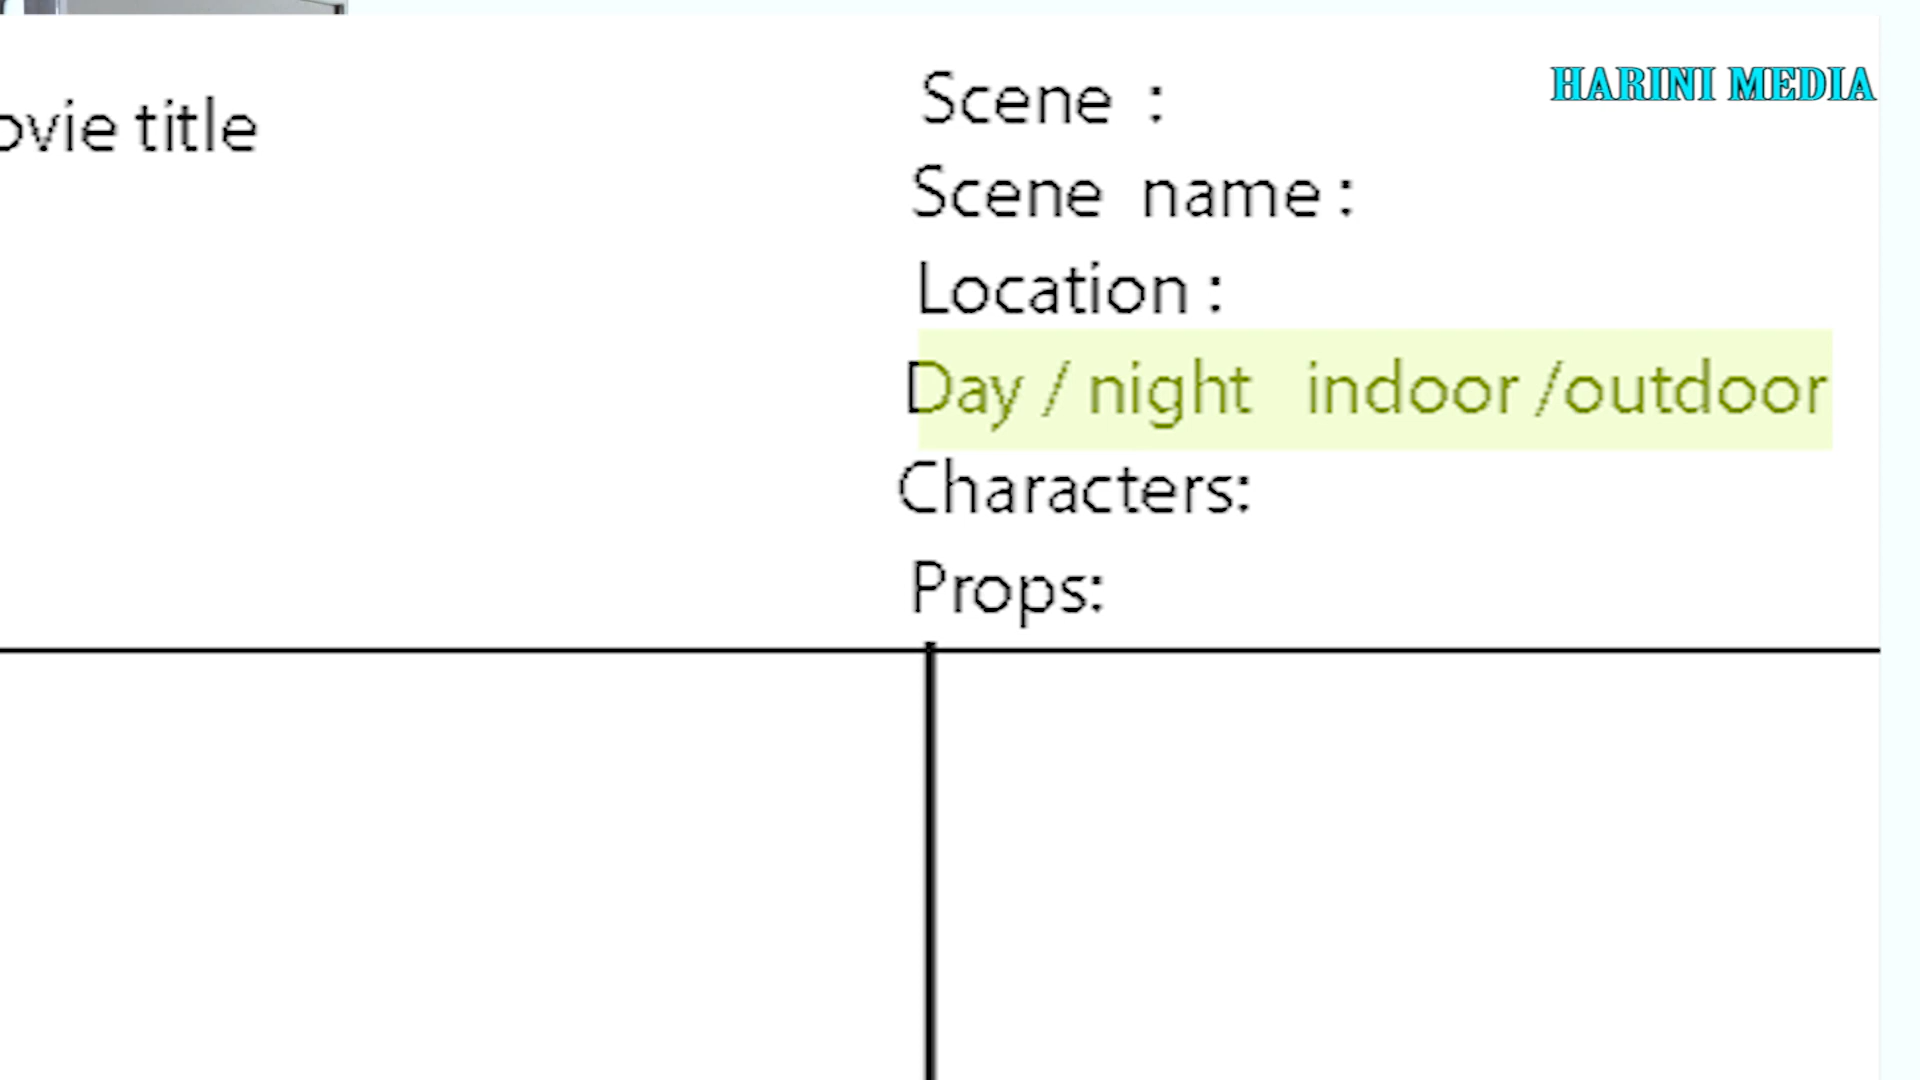 HARINI MEDIA
ovie title
Scene :
Scene name :
Location :
Day / night indoor /outdoor
Characters:
Props: